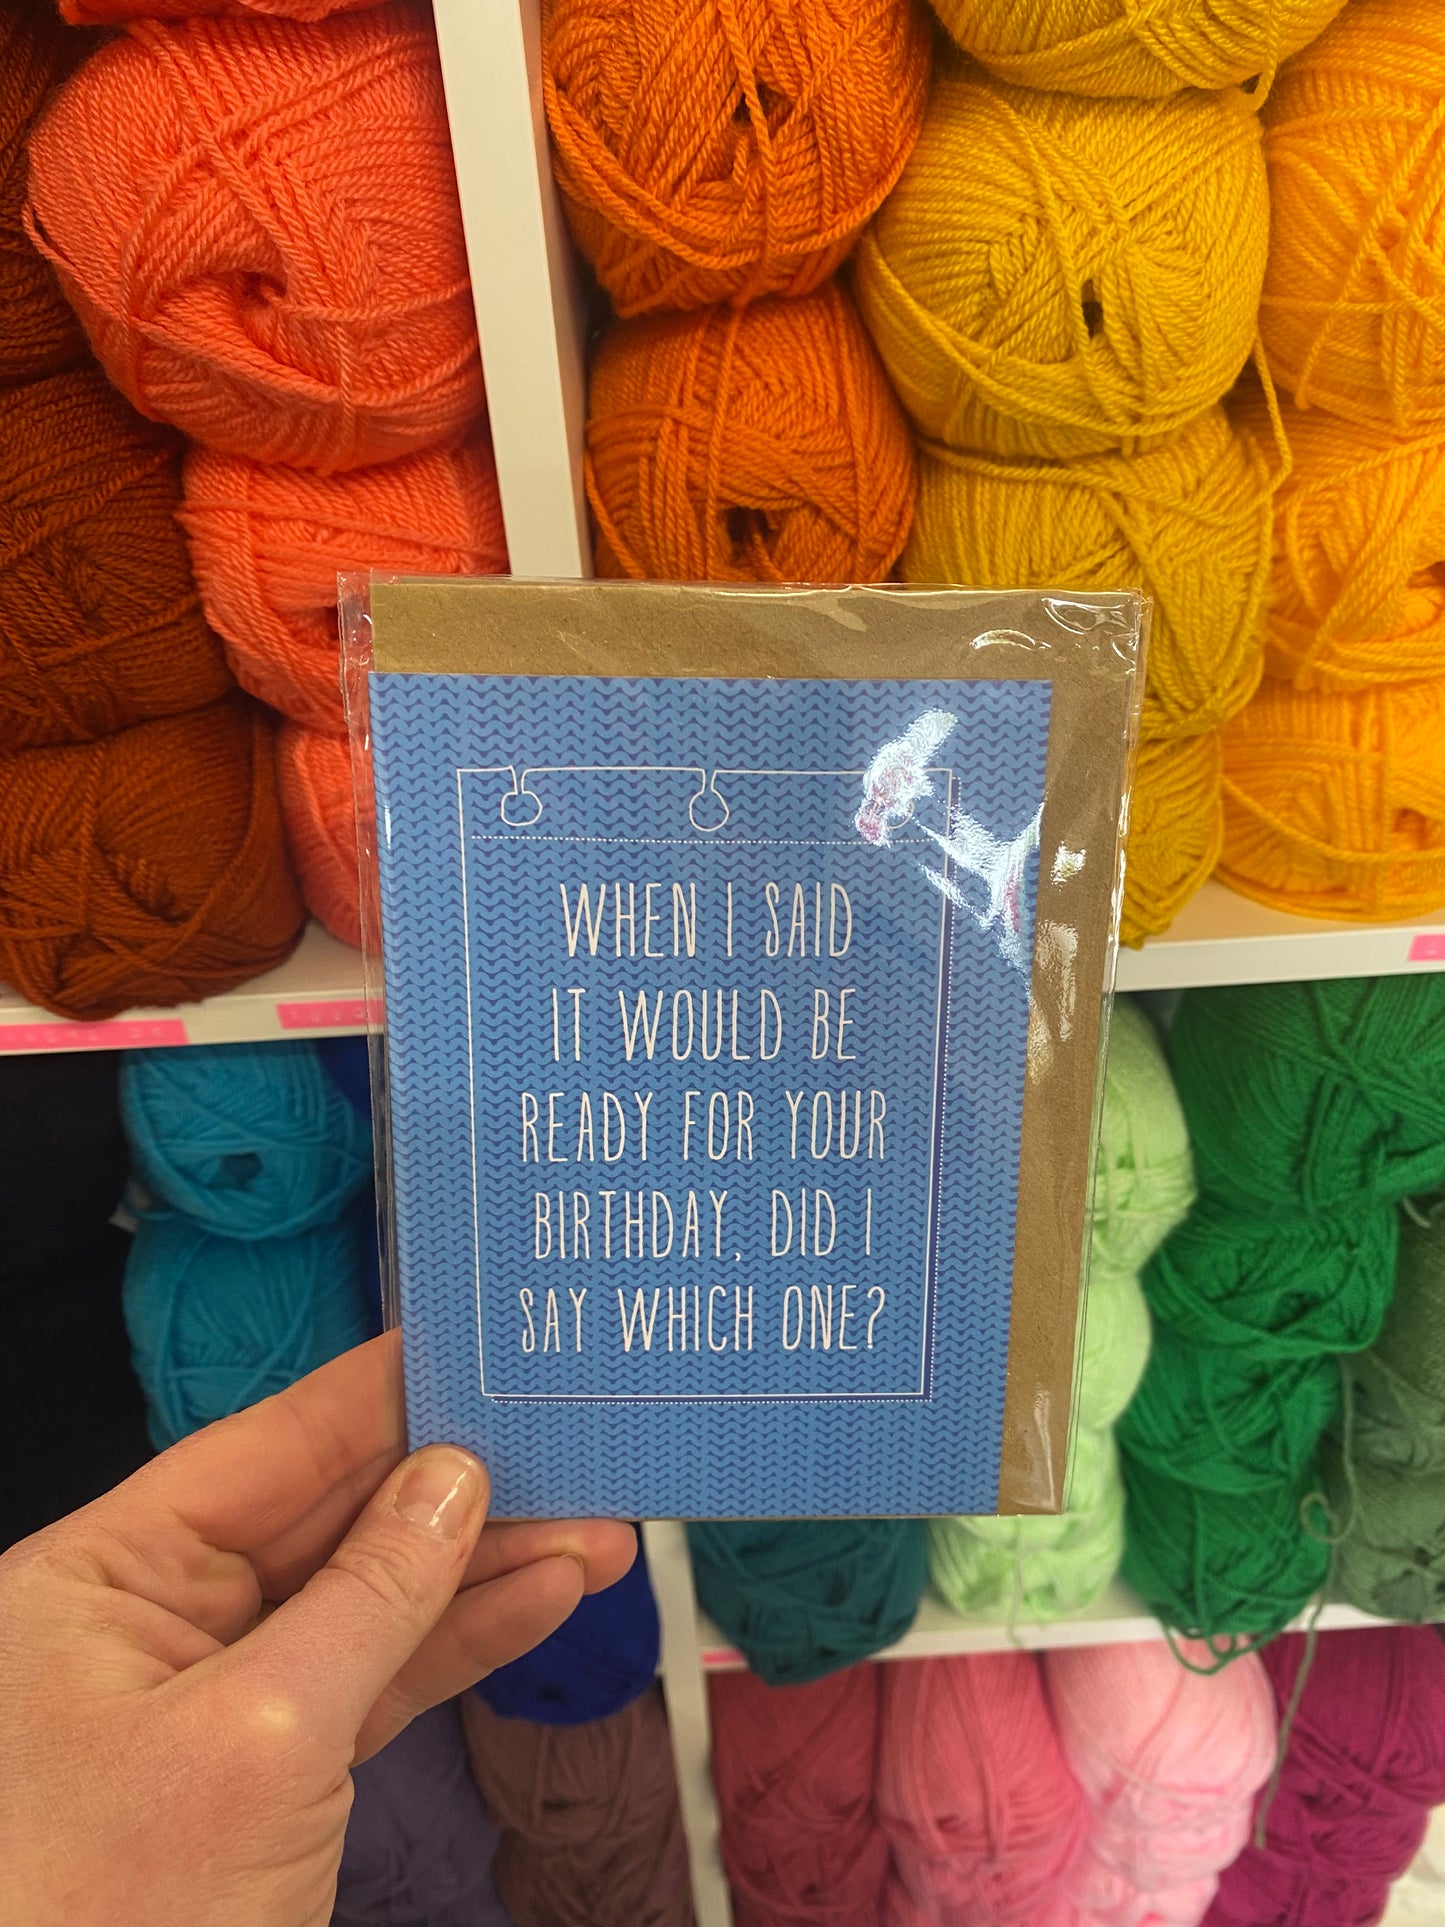 WHEN I SAID
IT WOULD BE
READY FOR YOUR
BIRTHDAY, DID I
SAY WHICH ONE?